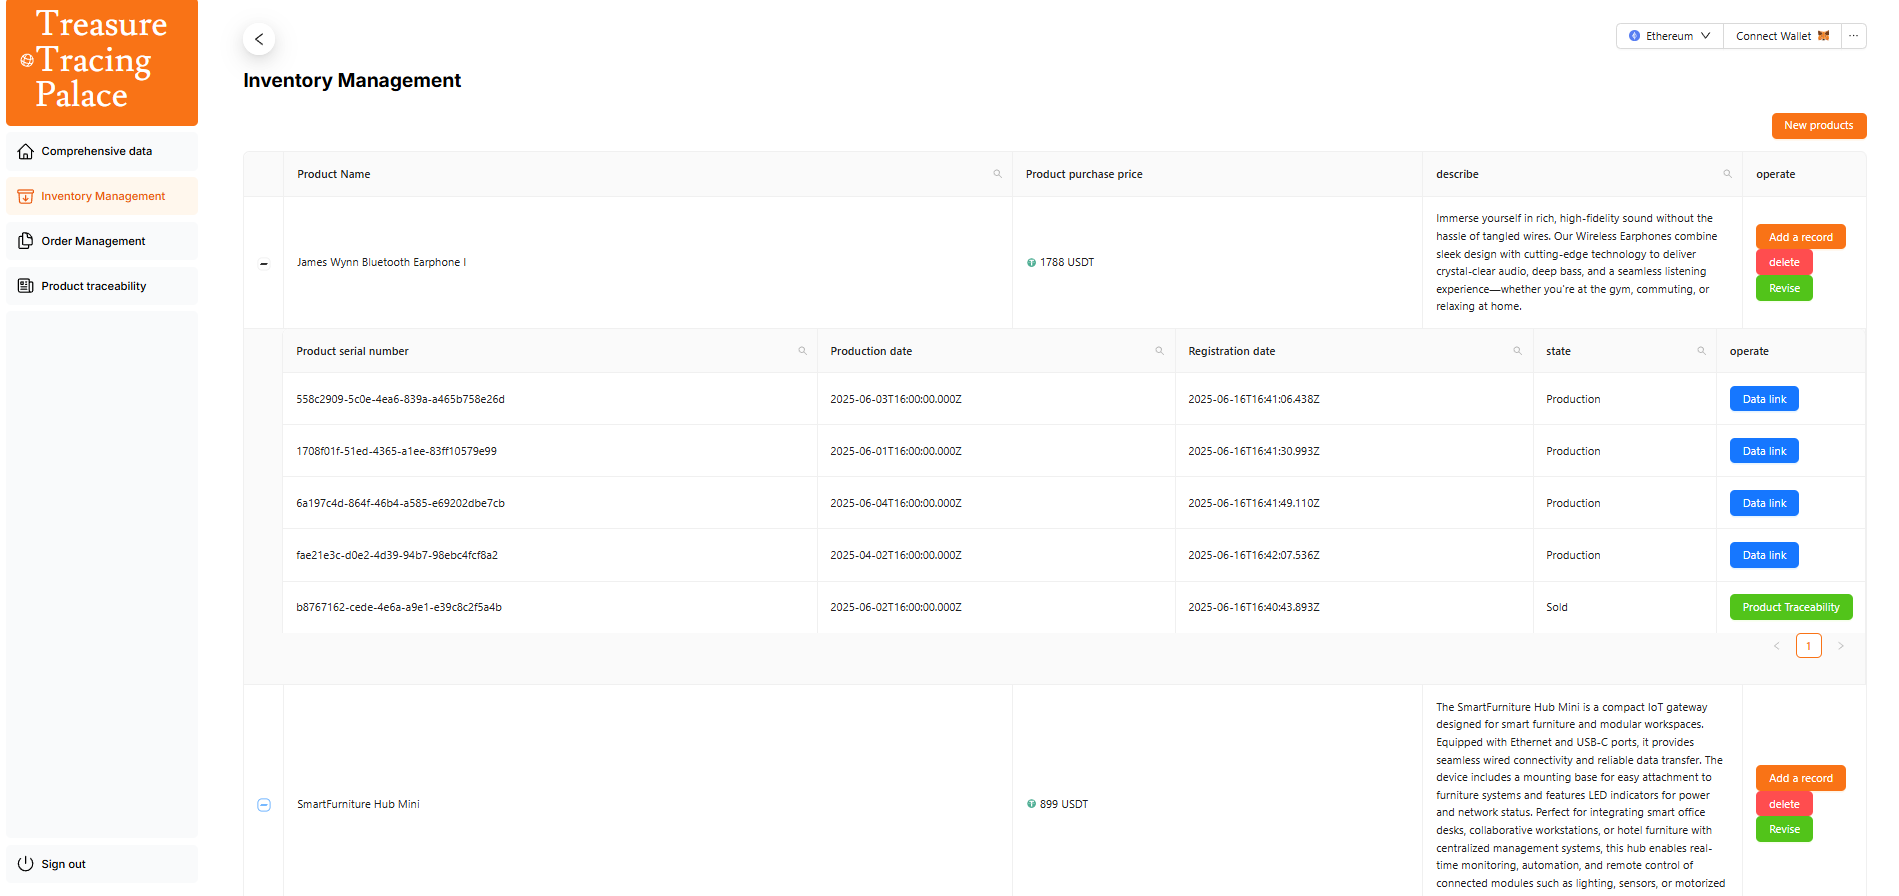 Treasure
Tracing
Palace
Comprehensive data
Inventory Management
Order Management
Product traceability
Sign out
Ethereum
Connect Wallet
···
Inventory Management
New products
Product Name
Product purchase price
describe
operate
James Wynn Bluetooth Earphone I
1788 USDT
Immerse yourself in rich, high-fidelity sound without the
hassle of tangled wires. Our Wireless Earphones combine
sleek design with cutting-edge technology to deliver
crystal-clear audio, deep bass, and a seamless listening
experience—whether you're at the gym, commuting, or
relaxing at home.
Add a record
delete
Revise
Product serial number
Production date
Registration date
state
operate
558c2909-5c0e-4ea6-839a-a465b758e26d
2025-06-03T16:00:00.000Z
2025-06-16T16:41:06.438Z
Production
Data link
1708f01f-51ed-4365-a1ee-83ff10579e99
2025-06-01T16:00:00.000Z
2025-06-16T16:41:30.993Z
Production
Data link
6a197c4d-864f-46b4-a585-e69202dbe7cb
2025-06-04T16:00:00.000Z
2025-06-16T16:41:49.110Z
Production
Data link
fae21e3c-d0e2-4d39-94b7-98ebc4fcf8a2
2025-04-02T16:00:00.000Z
2025-06-16T16:42:07.536Z
Production
Data link
b8767162-cede-4e6a-a9e1-e39c8c2f5a4b
2025-06-02T16:00:00.000Z
2025-06-16T16:40:43.893Z
Sold
Product Traceability
1
SmartFurniture Hub Mini
899 USDT
The SmartFurniture Hub Mini is a compact IoT gateway
designed for smart furniture and modular workspaces.
Equipped with Ethernet and USB-C ports, it provides
seamless wired connectivity and reliable data transfer. The
device includes a mounting base for easy attachment to
furniture systems and features LED indicators for power
and network status. Perfect for integrating smart office
desks, collaborative workstations, or hotel furniture with
centralized management systems, this hub enables real-
time monitoring, automation, and remote control of
connected modules such as lighting, sensors, or motorized
Add a record
delete
Revise